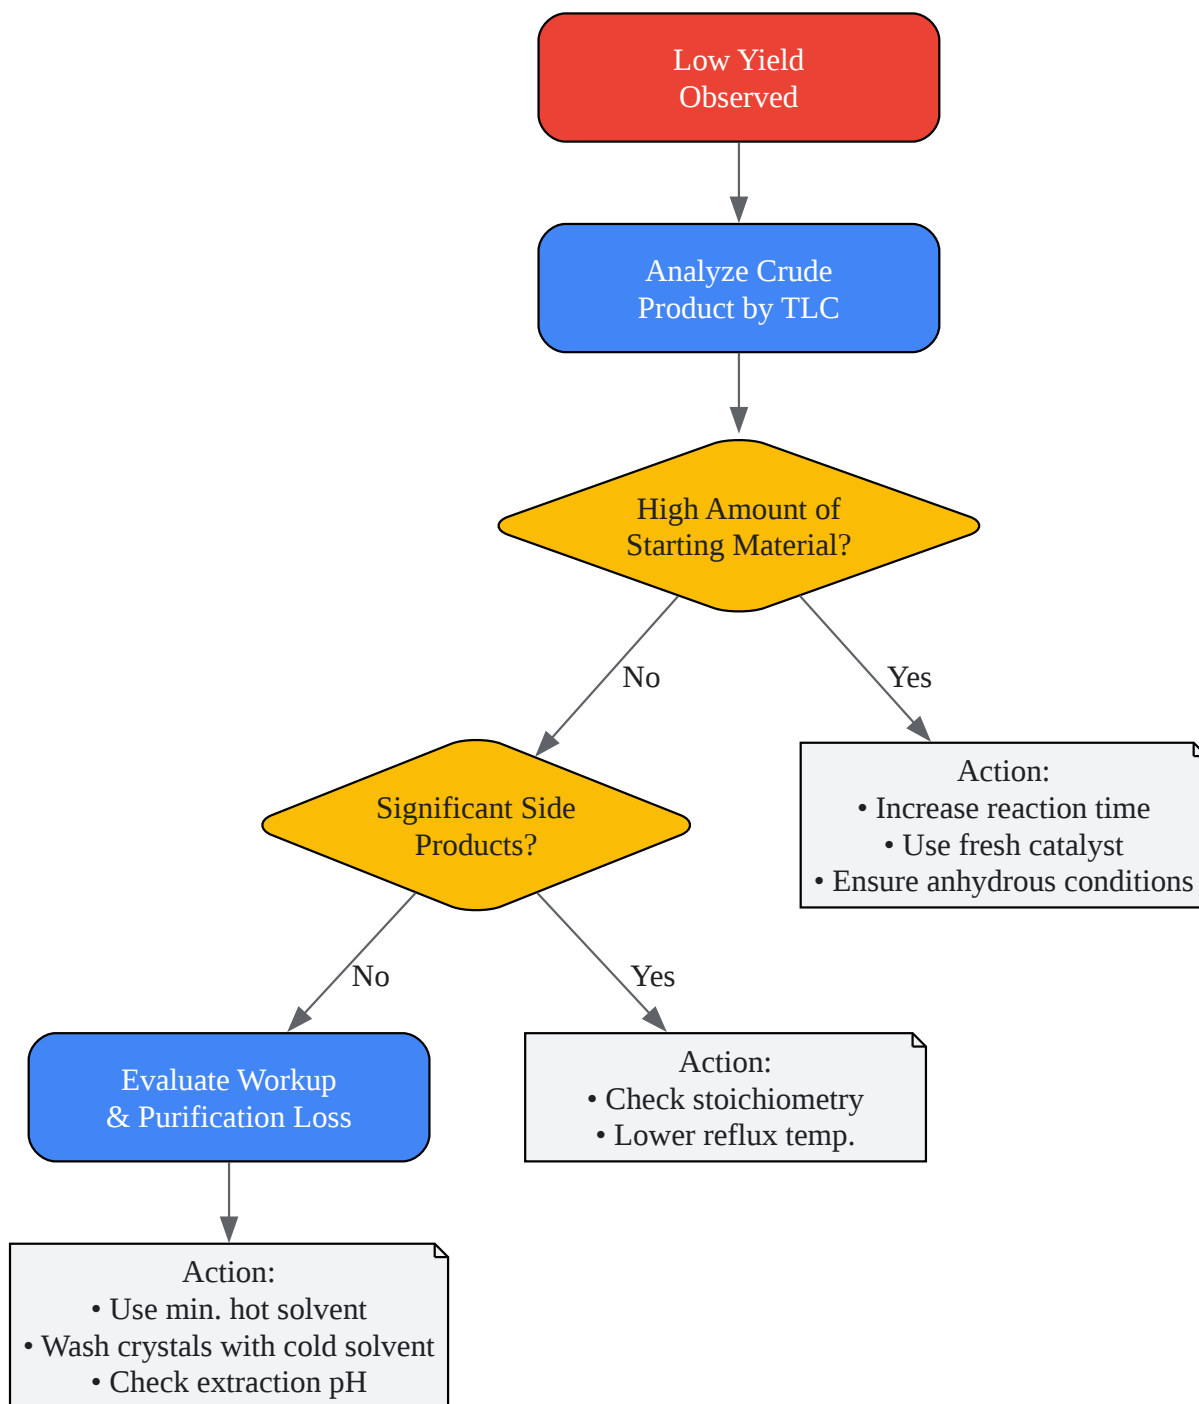 Low Yield
Observed
Analyze Crude
Product by TLC
High Amount of
Starting Material?
No
Yes
Action:
• Increase reaction time
• Use fresh catalyst
• Ensure anhydrous conditions
Significant Side
Products?
No
Yes
Evaluate Workup
& Purification Loss
Action:
• Check stoichiometry
• Lower reflux temp.
Action:
• Use min. hot solvent
• Wash crystals with cold solvent
• Check extraction pH